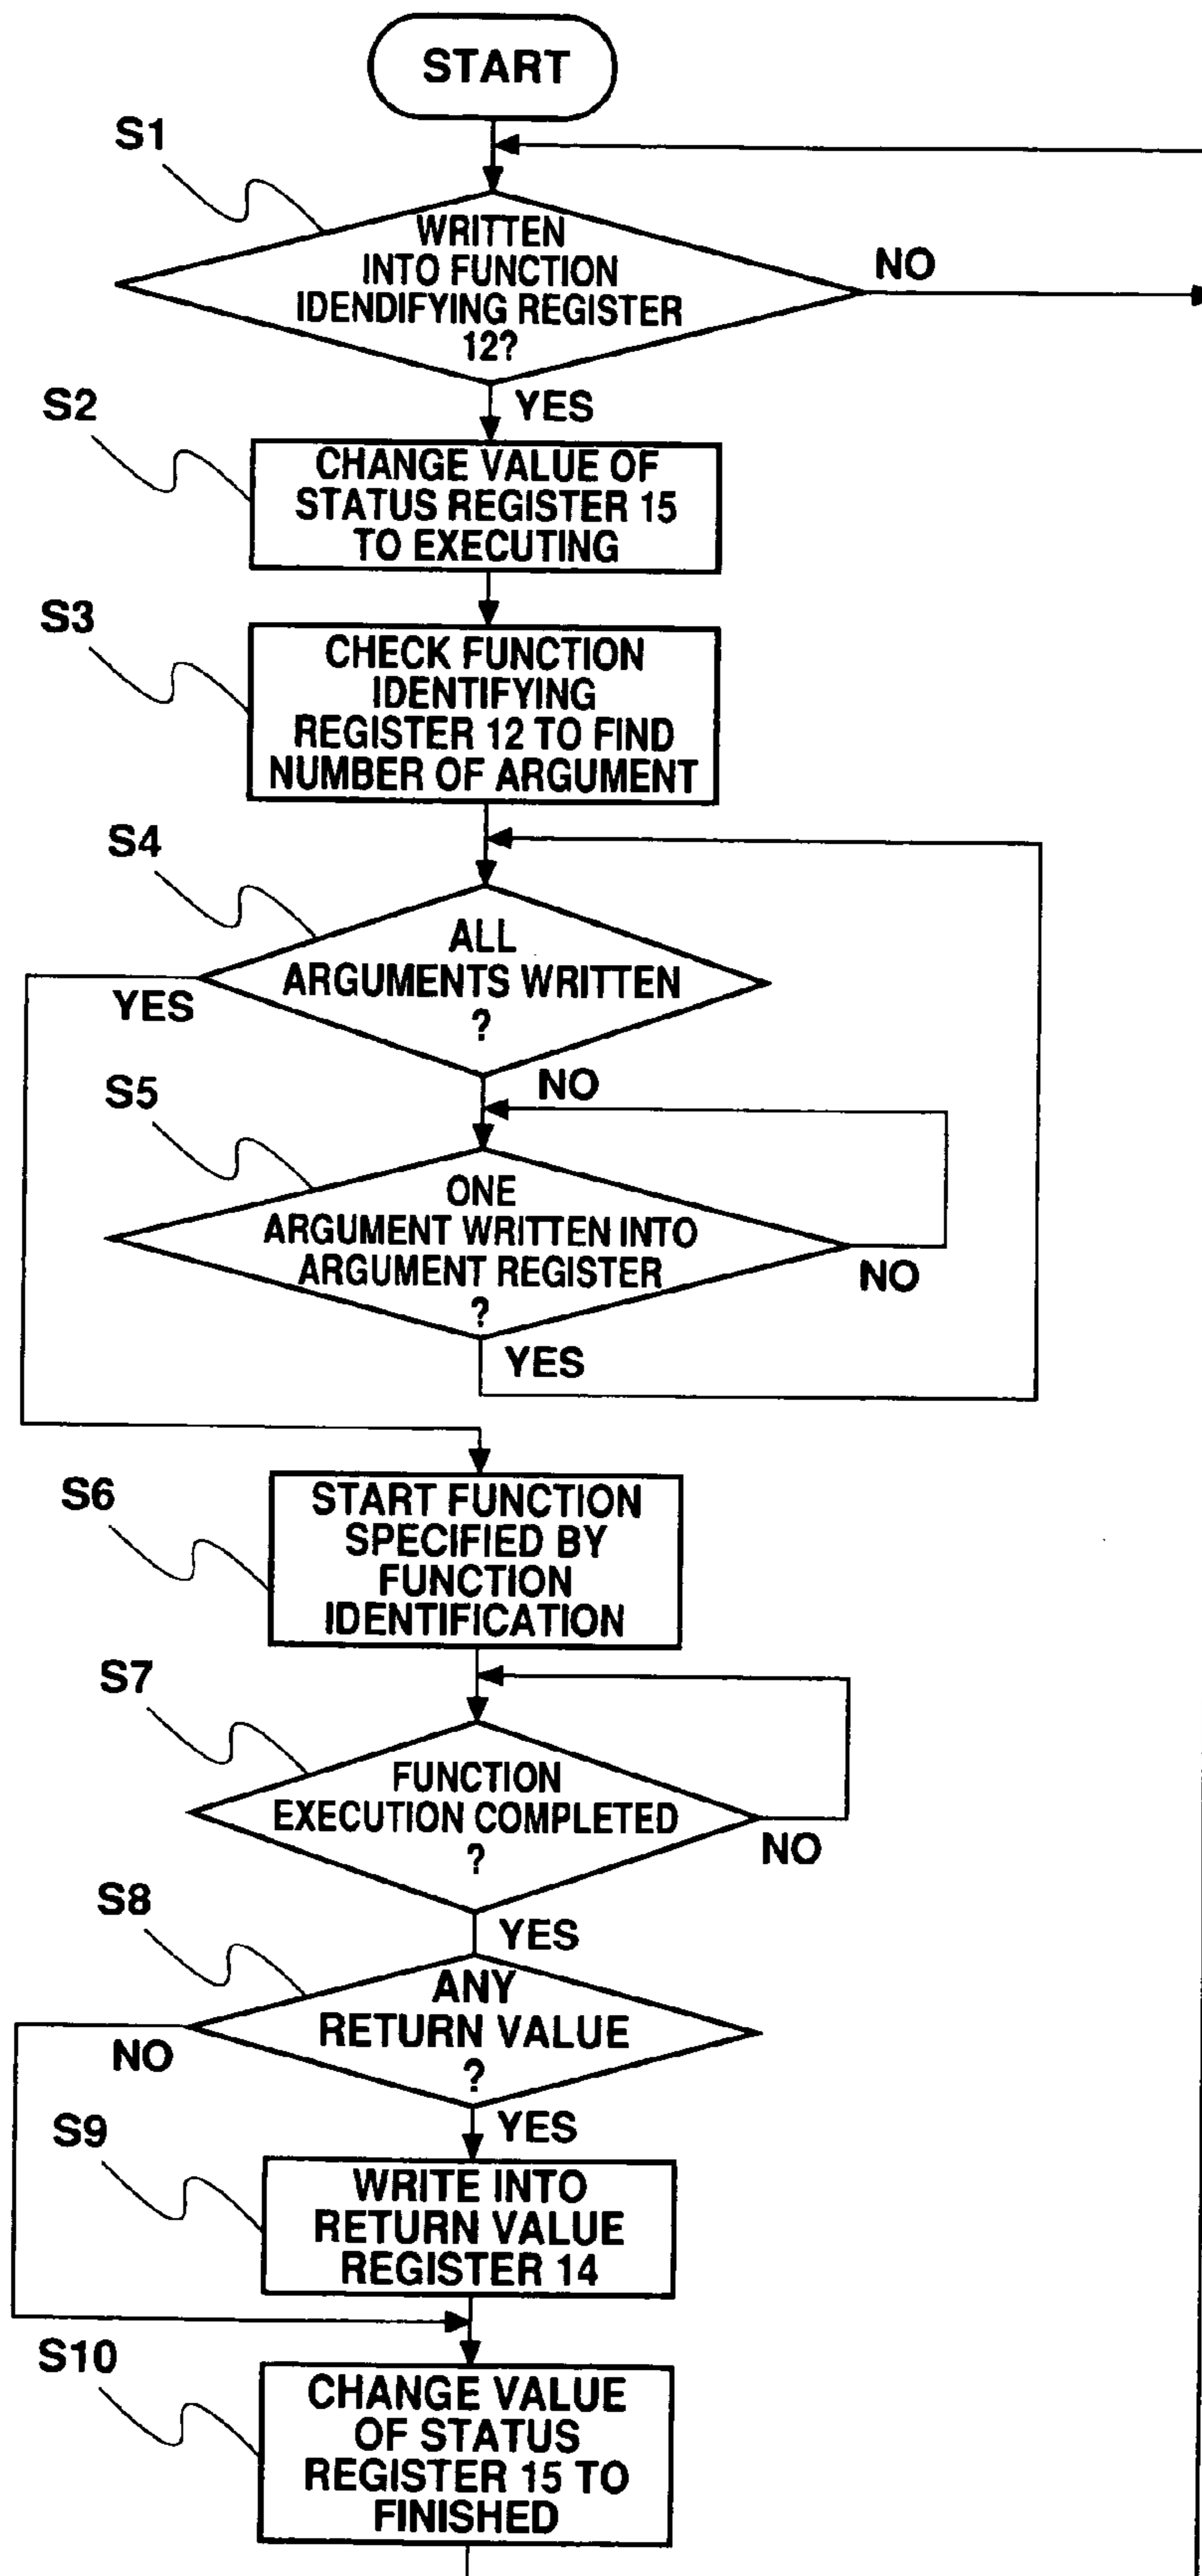 START
S1
WRITTEN
INTO FUNCTION
IDENDIFYING REGISTER
12?
NO
YES
S2
CHANGE VALUE OF
STATUS REGISTER 15
TO EXECUTING
S3
CHECK FUNCTION
IDENTIFYING
REGISTER 12 TO FIND
NUMBER OF ARGUMENT
S4
ALL
ARGUMENTS WRITTEN
?
YES
NO
S5
ONE
ARGUMENT WRITTEN INTO
ARGUMENT REGISTER
?
NO
YES
S6
START FUNCTION
SPECIFIED BY
FUNCTION
IDENTIFICATION
S7
FUNCTION
EXECUTION COMPLETED
?
NO
YES
S8
ANY
RETURN VALUE
?
NO
YES
S9
WRITE INTO
RETURN VALUE
REGISTER 14
S10
CHANGE VALUE
OF STATUS
REGISTER 15 TO
FINISHED